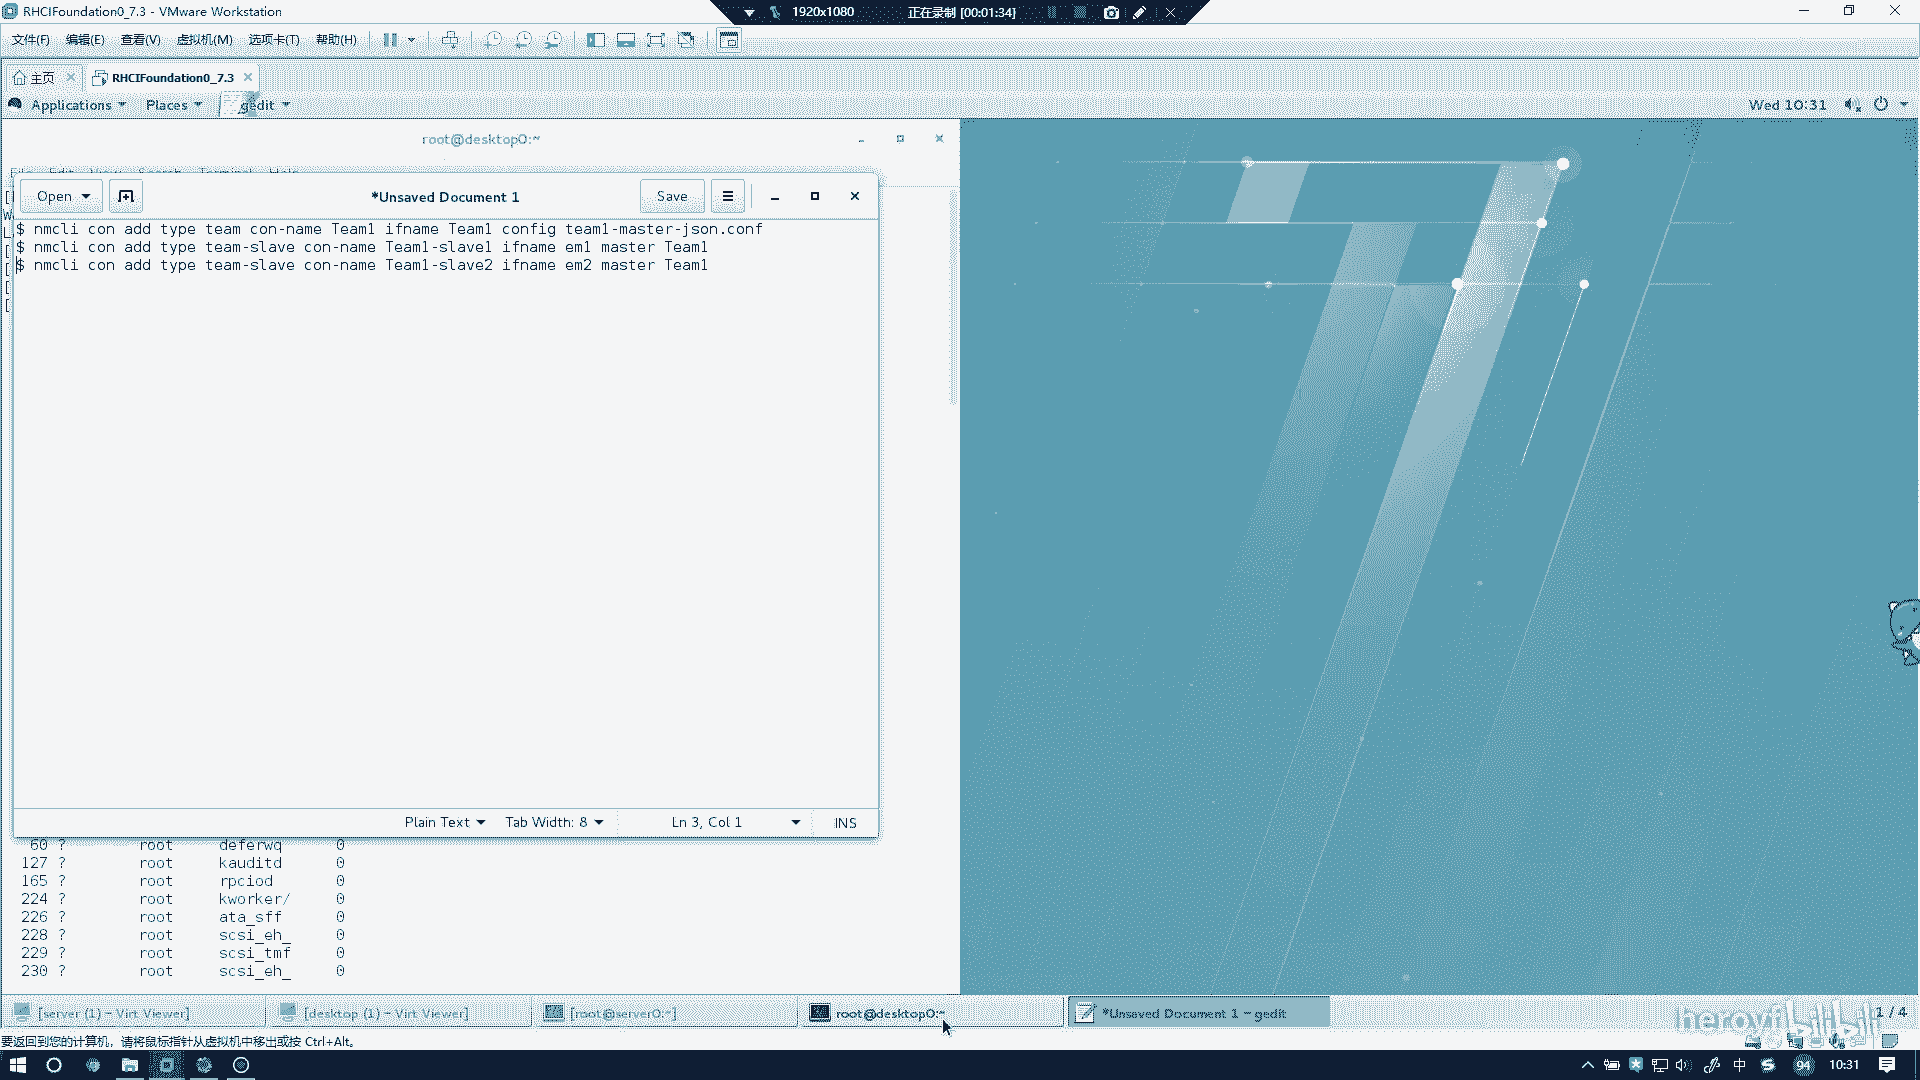 RHCIFoundation0_7.3 - VMware Workstation
1920x1080
正在录制 [00:01:34]
文件(F) 编辑(E) 查看(V) 虚拟机(M) 选项卡(T) 帮助(H)
主页
RHCIFoundation0_7.3
Applications Places gedit
Wed 10:31
root@desktop0:~
Open *Unsaved Document 1 Save
$ nmcli con add type team con-name Team1 ifname Team1 config team1-master-json.conf
$ nmcli con add type team-slave con-name Team1-slave1 ifname em1 master Team1
$ nmcli con add type team-slave con-name Team1-slave2 ifname em2 master Team1
Plain Text Tab Width: 8 Ln 3, Col 1 INS
60 ? root deferwq 0
127 ? root kauditd 0
165 ? root rpciod 0
224 ? root kworker/ 0
226 ? root ata_sff 0
228 ? root scsi_eh_ 0
229 ? root scsi_tmf 0
230 ? root scsi_eh_ 0
[server (1) - Virt Viewer] [desktop (1) - Virt Viewer] [root@server0:~] root@desktop0:~ *Unsaved Document 1 - gedit 1 / 4
bilibili
要返回到您的计算机，请将鼠标指针从虚拟机中移出或按 Ctrl+Alt。
中 94 10:31